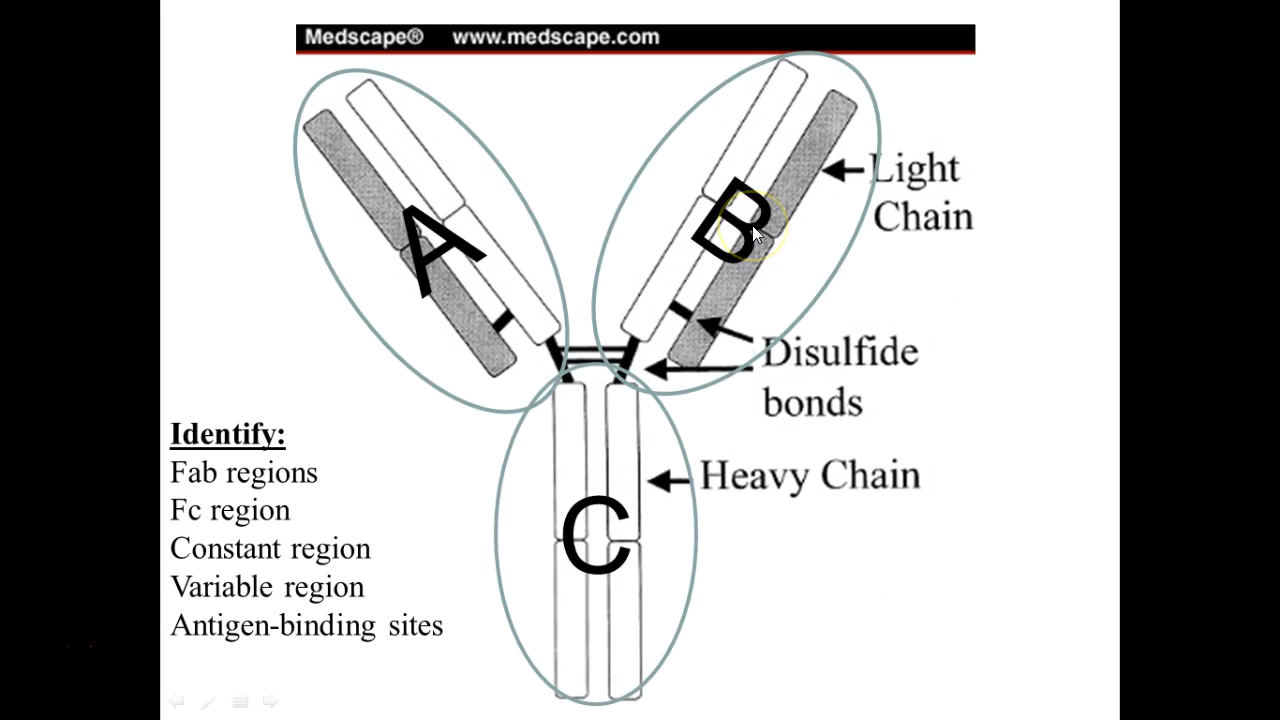 Medscape® www.medscape.com
A
B
Light
Chain
Disulfide
bonds
Identify:
Fab regions
Fc region
Constant region
Variable region
Antigen-binding sites
Heavy Chain
C